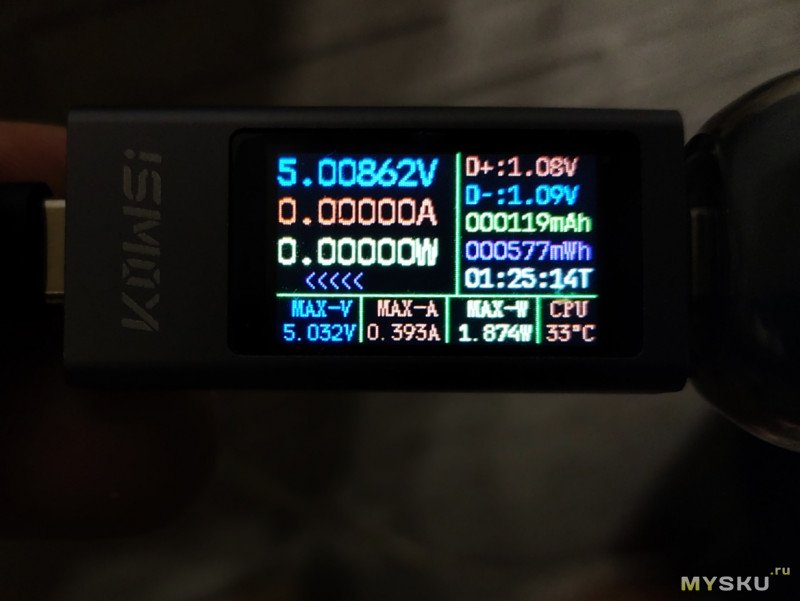 KOWSI
5.00862V
0.00000A
0.00000W
<<<<<
D+:1.08V
D-:1.09V
000119mAh
000577mWh
01:25:14T
MAX-V MAX-A MAX-W CPU
5.032V 0.393A 1.874W 33°C
MYSKU.ru